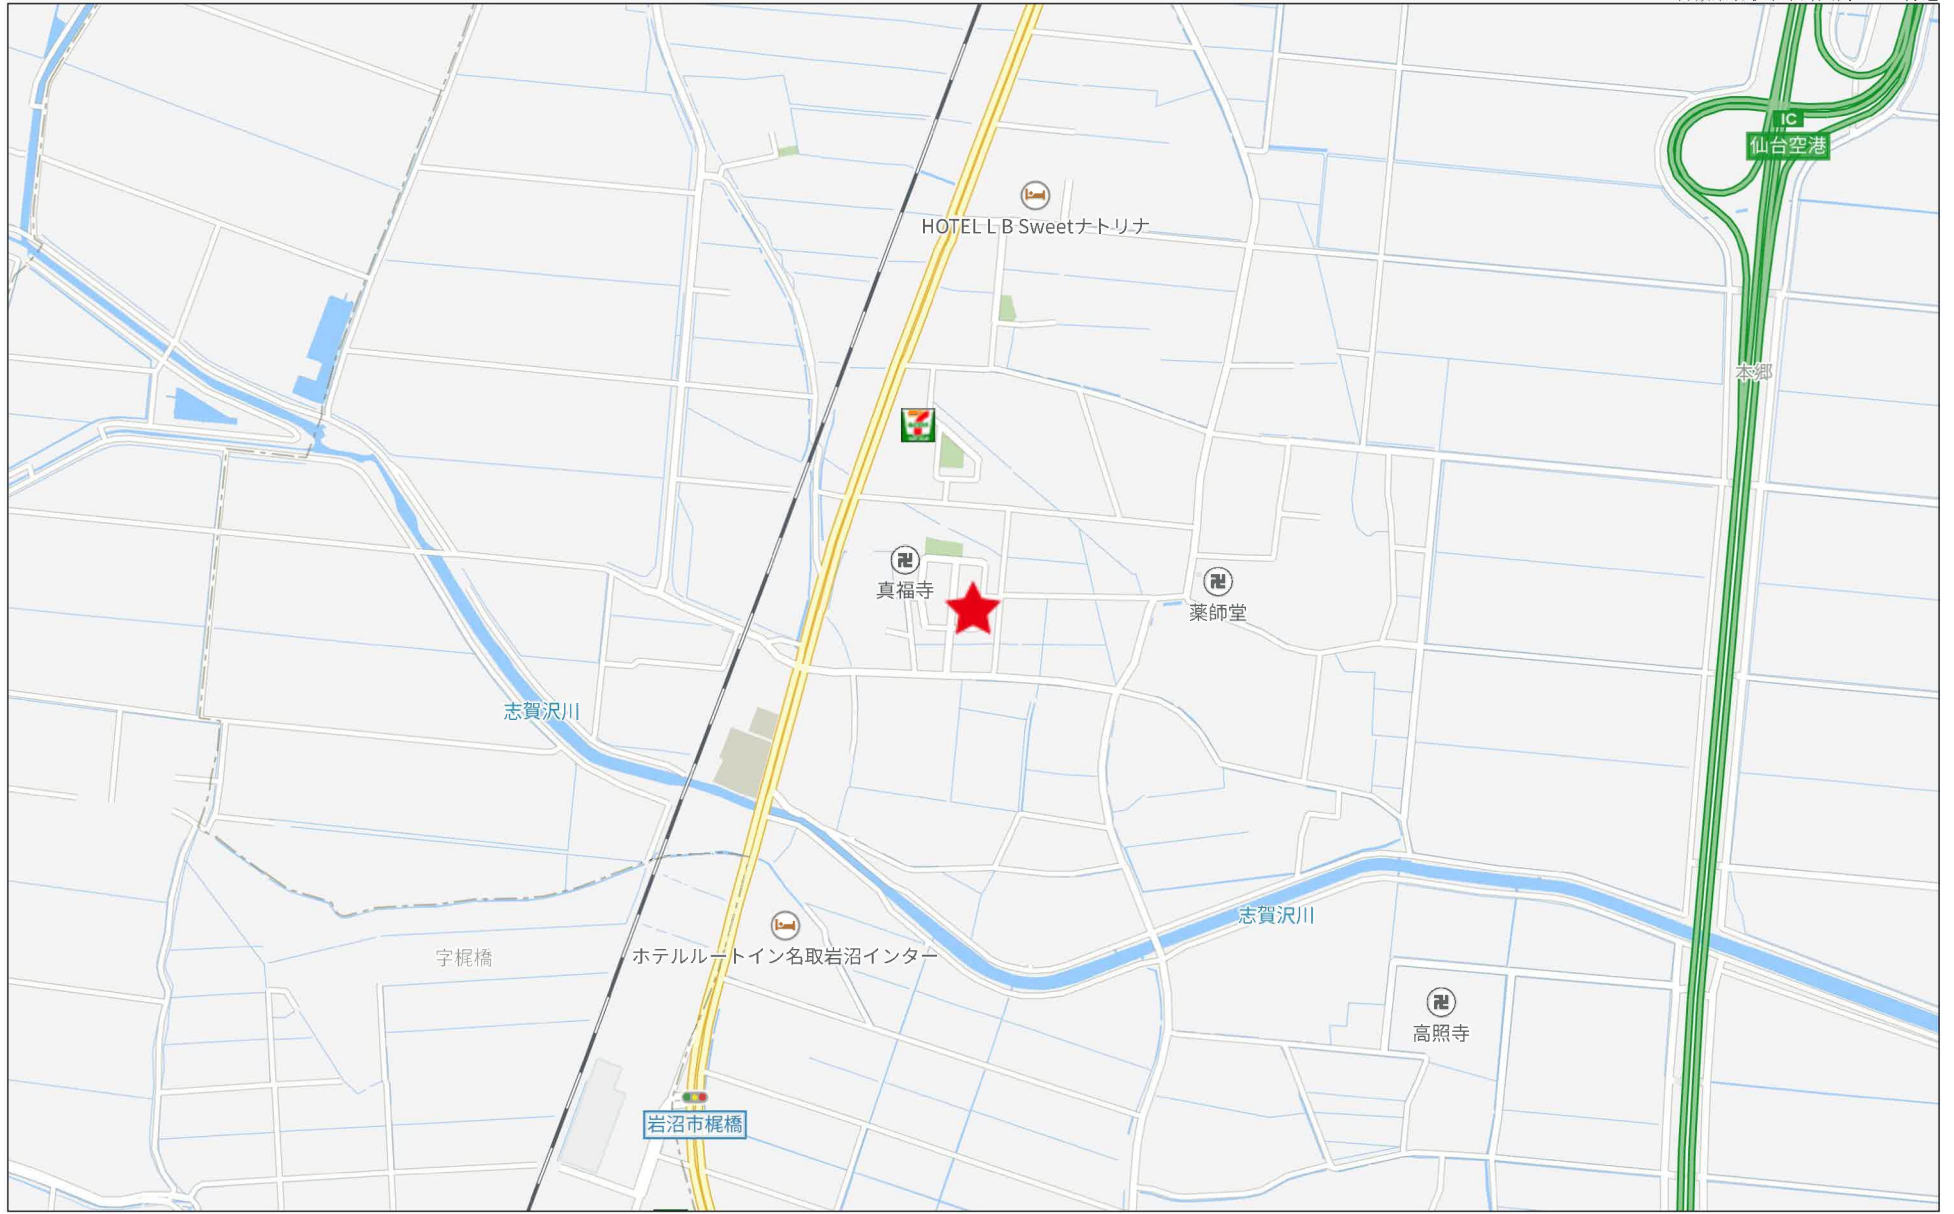 IC
仙台空港
HOTEL L B Sweetナトリナ
本郷
真福寺
薬師堂
志賀沢川
志賀沢川
字梶橋
ホテルルートイン名取岩沼インター
高照寺
岩沼市梶橋